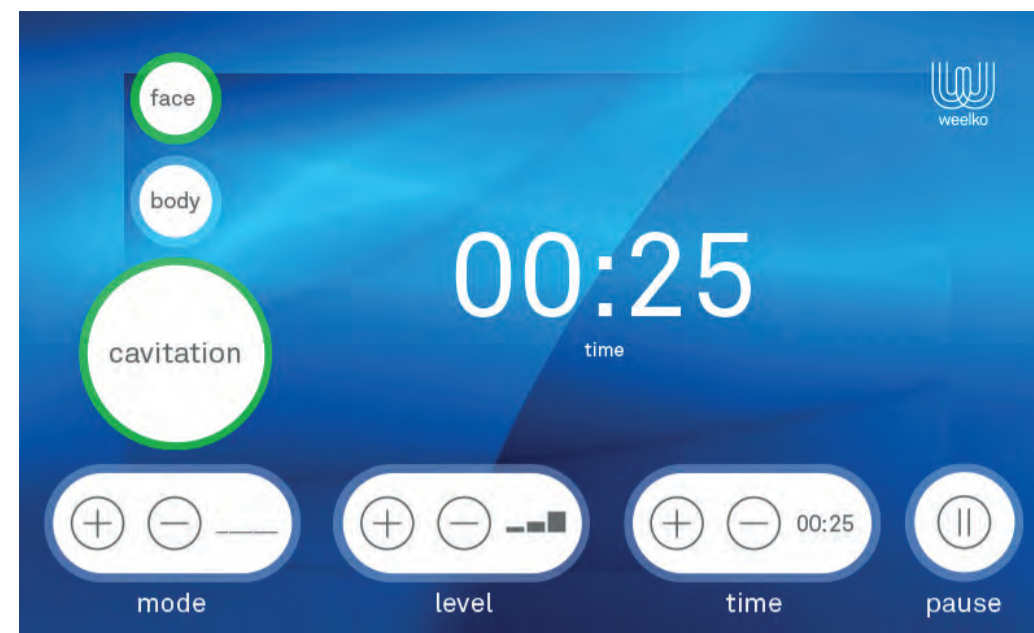 face
weelko
body
00:25
time
cavitation
00:25
mode
level
time
pause